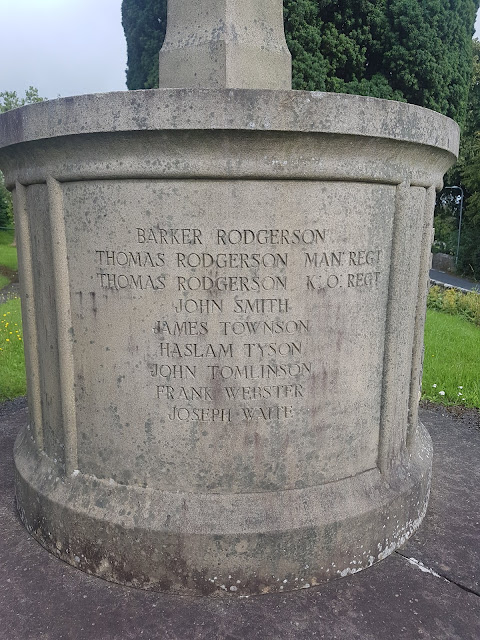 BARKER RODGERSON
THOMAS RODGERSON MAN: REGT
THOMAS RODGERSON K: O: REGT
JOHN SMITH
JAMES TOWNSON
HASLAM TYSON
JOHN TOMLINSON
FRANK WEBSTER
JOSEPH WAITE